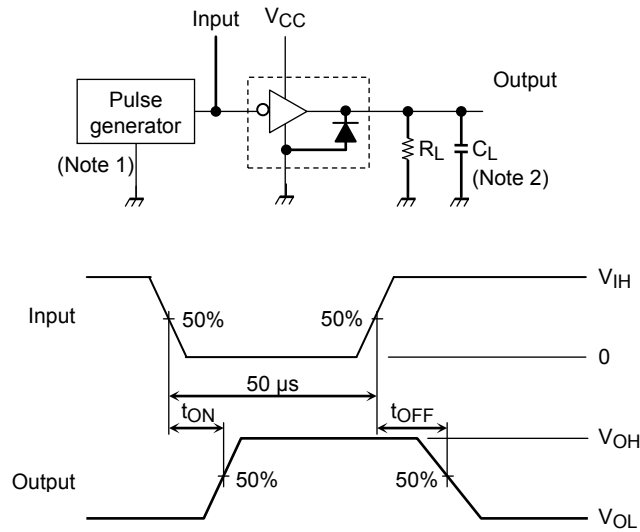 Input
VCC
Output
Pulse
generator
(Note 1)
RL
CL
(Note 2)
VIH
Input
50%
50%
0
50 µs
tON
tOFF
VOH
Output
50%
50%
VOL